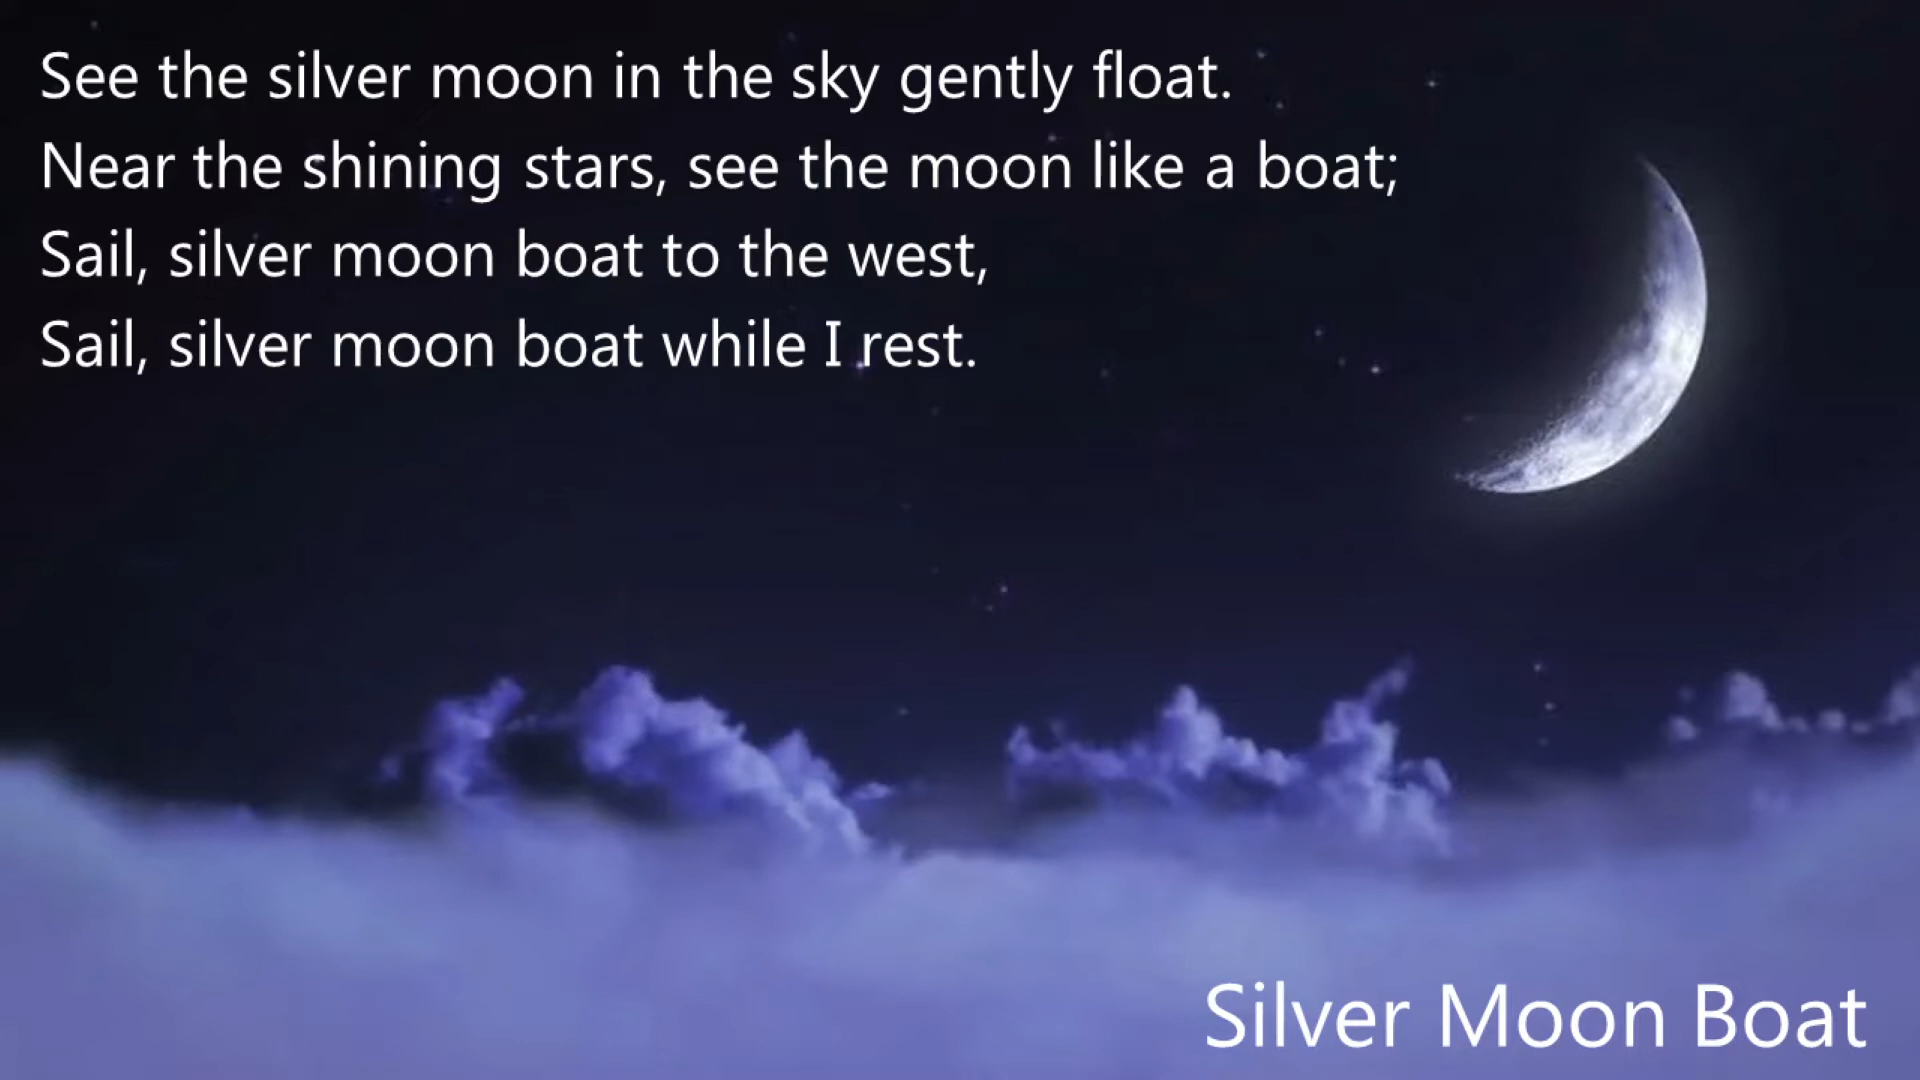 See the silver moon in the sky gently float.
Near the shining stars, see the moon like a boat;
Sail, silver moon boat to the west,
Sail, silver moon boat while I rest.
Silver Moon Boat